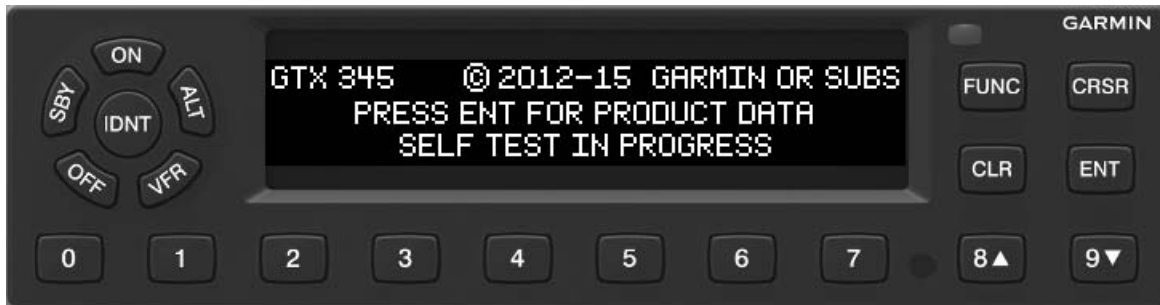 GARMIN
ON
SBY
ALT
IDNT
OFF
VFR
GTX 345 © 2012-15 GARMIN OR SUBS
PRESS ENT FOR PRODUCT DATA
SELF TEST IN PROGRESS
FUNC CRSR
CLR ENT
0 1 2 3 4 5 6 7 8▲ 9▼